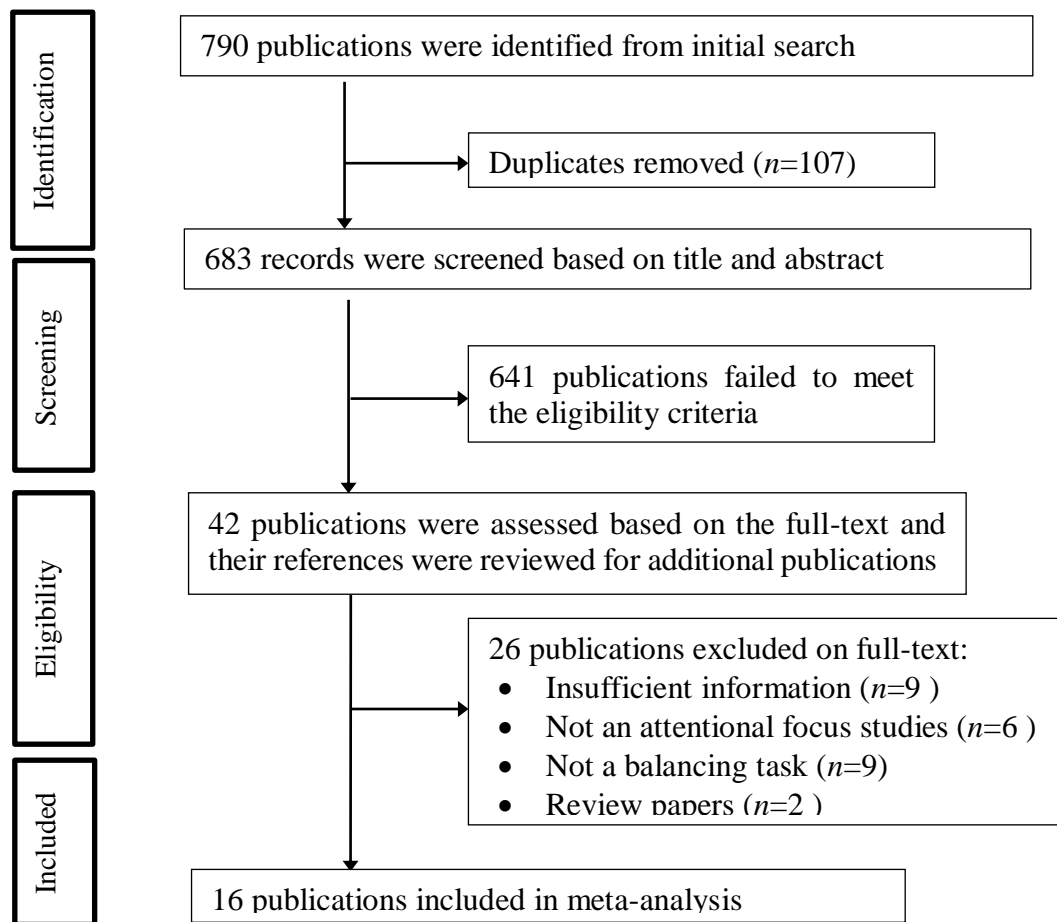 Identification
790 publications were identified from initial search
Duplicates removed (n=107)
683 records were screened based on title and abstract
Screening
641 publications failed to meet
the eligibility criteria
Eligibility
42 publications were assessed based on the full-text and
their references were reviewed for additional publications
26 publications excluded on full-text:
• Insufficient information (n=9 )
• Not an attentional focus studies (n=6 )
• Not a balancing task (n=9)
• Review papers (n=2 )
Included
16 publications included in meta-analysis